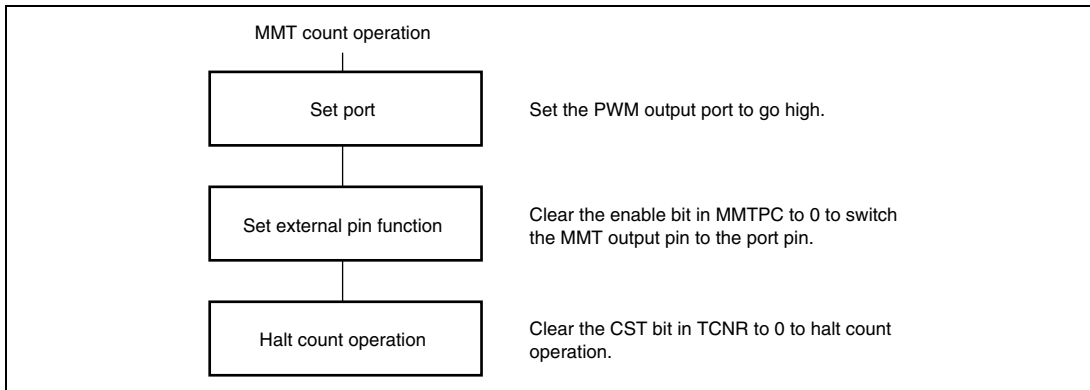 MMT count operation
Set port
Set the PWM output port to go high.
Set external pin function
Clear the enable bit in MMTPC to 0 to switch
the MMT output pin to the port pin.
Halt count operation
Clear the CST bit in TCNR to 0 to halt count
operation.